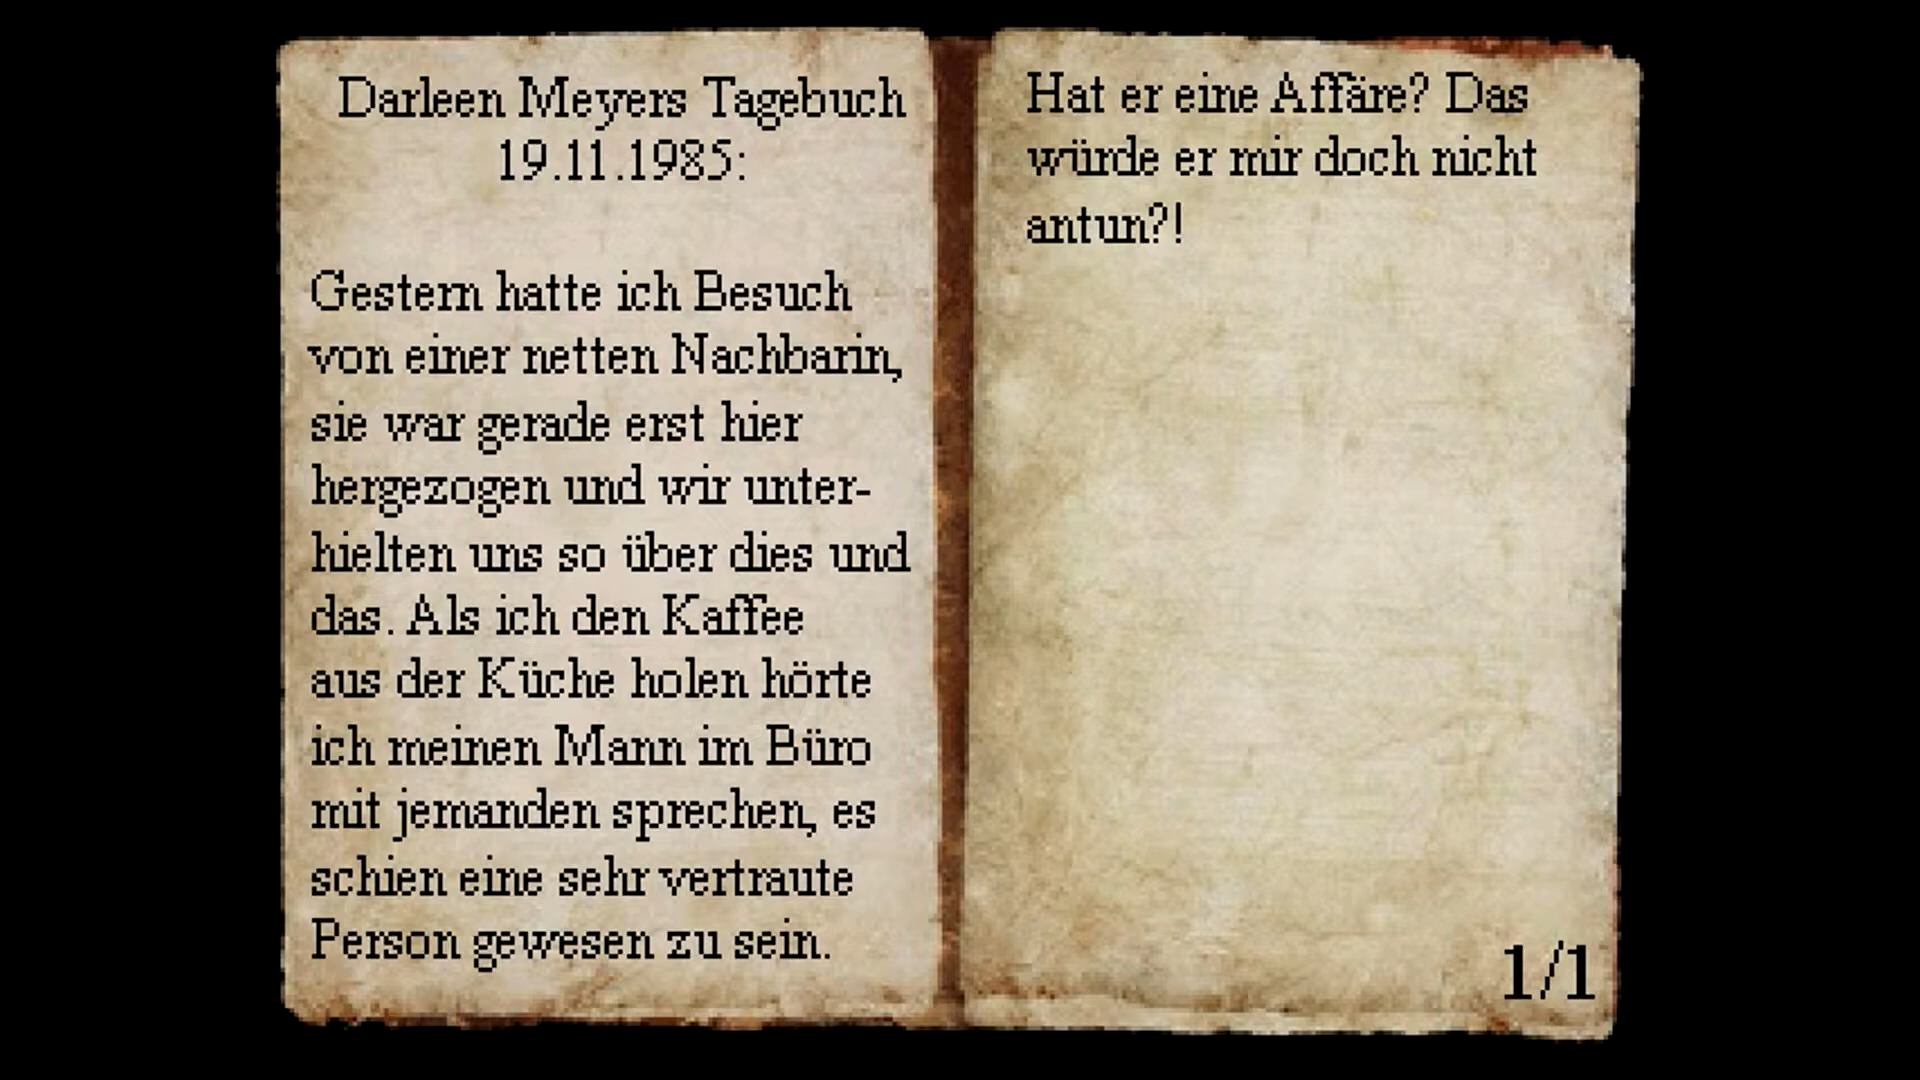 Darleen Meyers Tagebuch
19.11.1985:
Gestern hatte ich Besuch
von einer netten Nachbarin,
sie war gerade erst hier
hergezogen und wir unter-
hielten uns so über dies und
das. Als ich den Kaffee
aus der Küche holen hörte
ich meinen Mann im Büro
mit jemanden sprechen, es
schien eine sehr vertraute
Person gewesen zu sein.
Hat er eine Affäre? Das
würde er mir doch nicht
antun?!
1/1